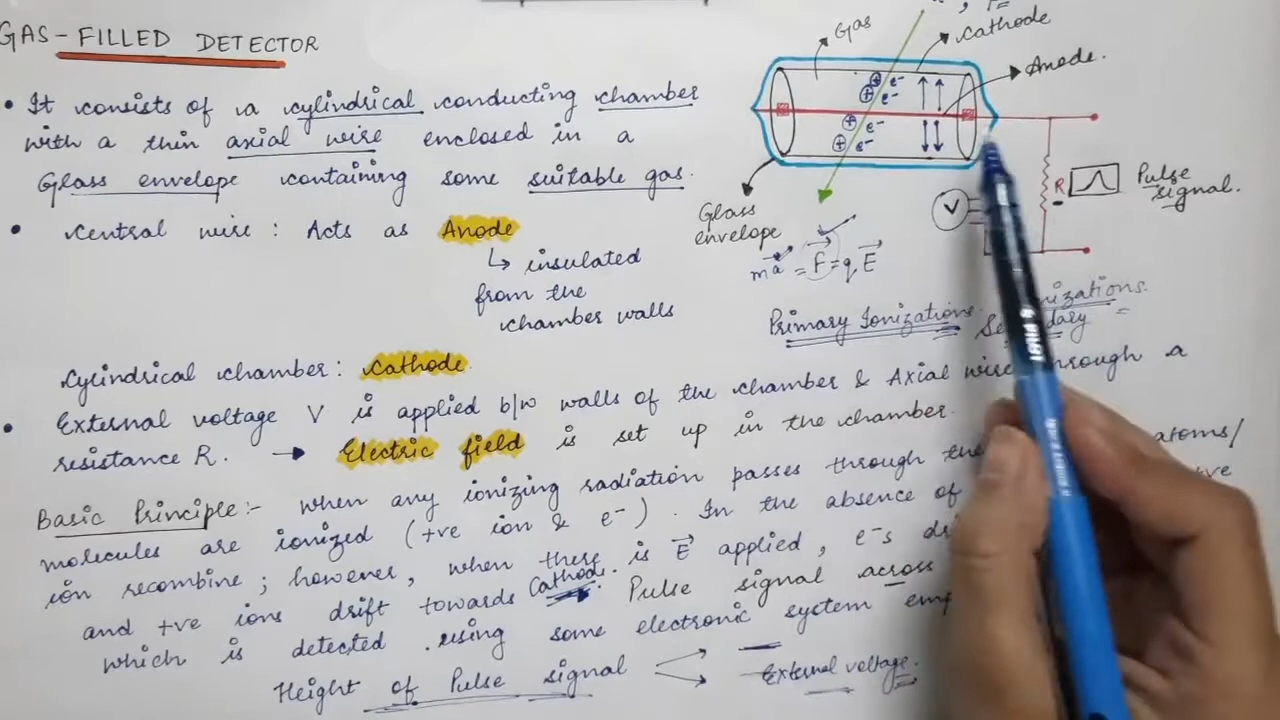 GAS-FILLED DETECTOR
• It consists of a cylindrical conducting chamber
with a thin axial wire enclosed in a
Glass envelope containing some suitable gas.
• Central wire: Acts as Anode
↳ insulated
from the
chamber walls
Cylindrical chamber: Cathode
• External voltage V is applied b/w walls of the chamber & Axial wire through a
resistance R. → Electric field is set up in the chamber.
Basic Principle:- When any ionizing radiation passes through the atoms/
molecules are ionized (+ve ion & e-). In the absence of +ve
ion recombine; however, when there is E⃗ applied, e-s
and +ve ions drift towards Cathode. Pulse signal across
which is detected using some electronic system
Height of Pulse signal
External voltage.
Gas
Cathode
Anode.
+ e-
+ e-
+ e-
+ e-
Glass
envelope
V
R
Pulse
signal.
ma⃗ = F⃗ = qE⃗
Primary Ionizations.